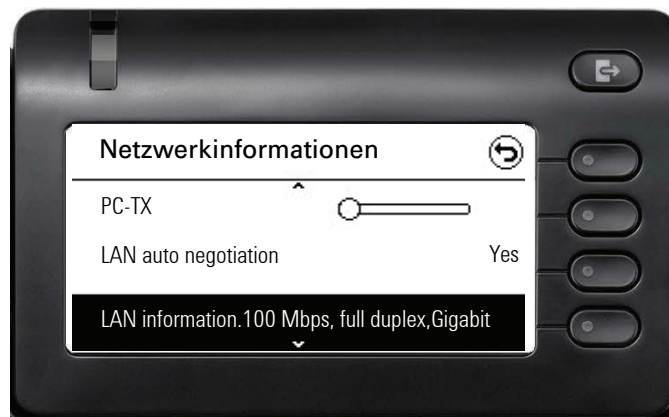 Netzwerkinformationen
PC-TX
LAN auto negotiation Yes
LAN information.100 Mbps, full duplex,Gigabit